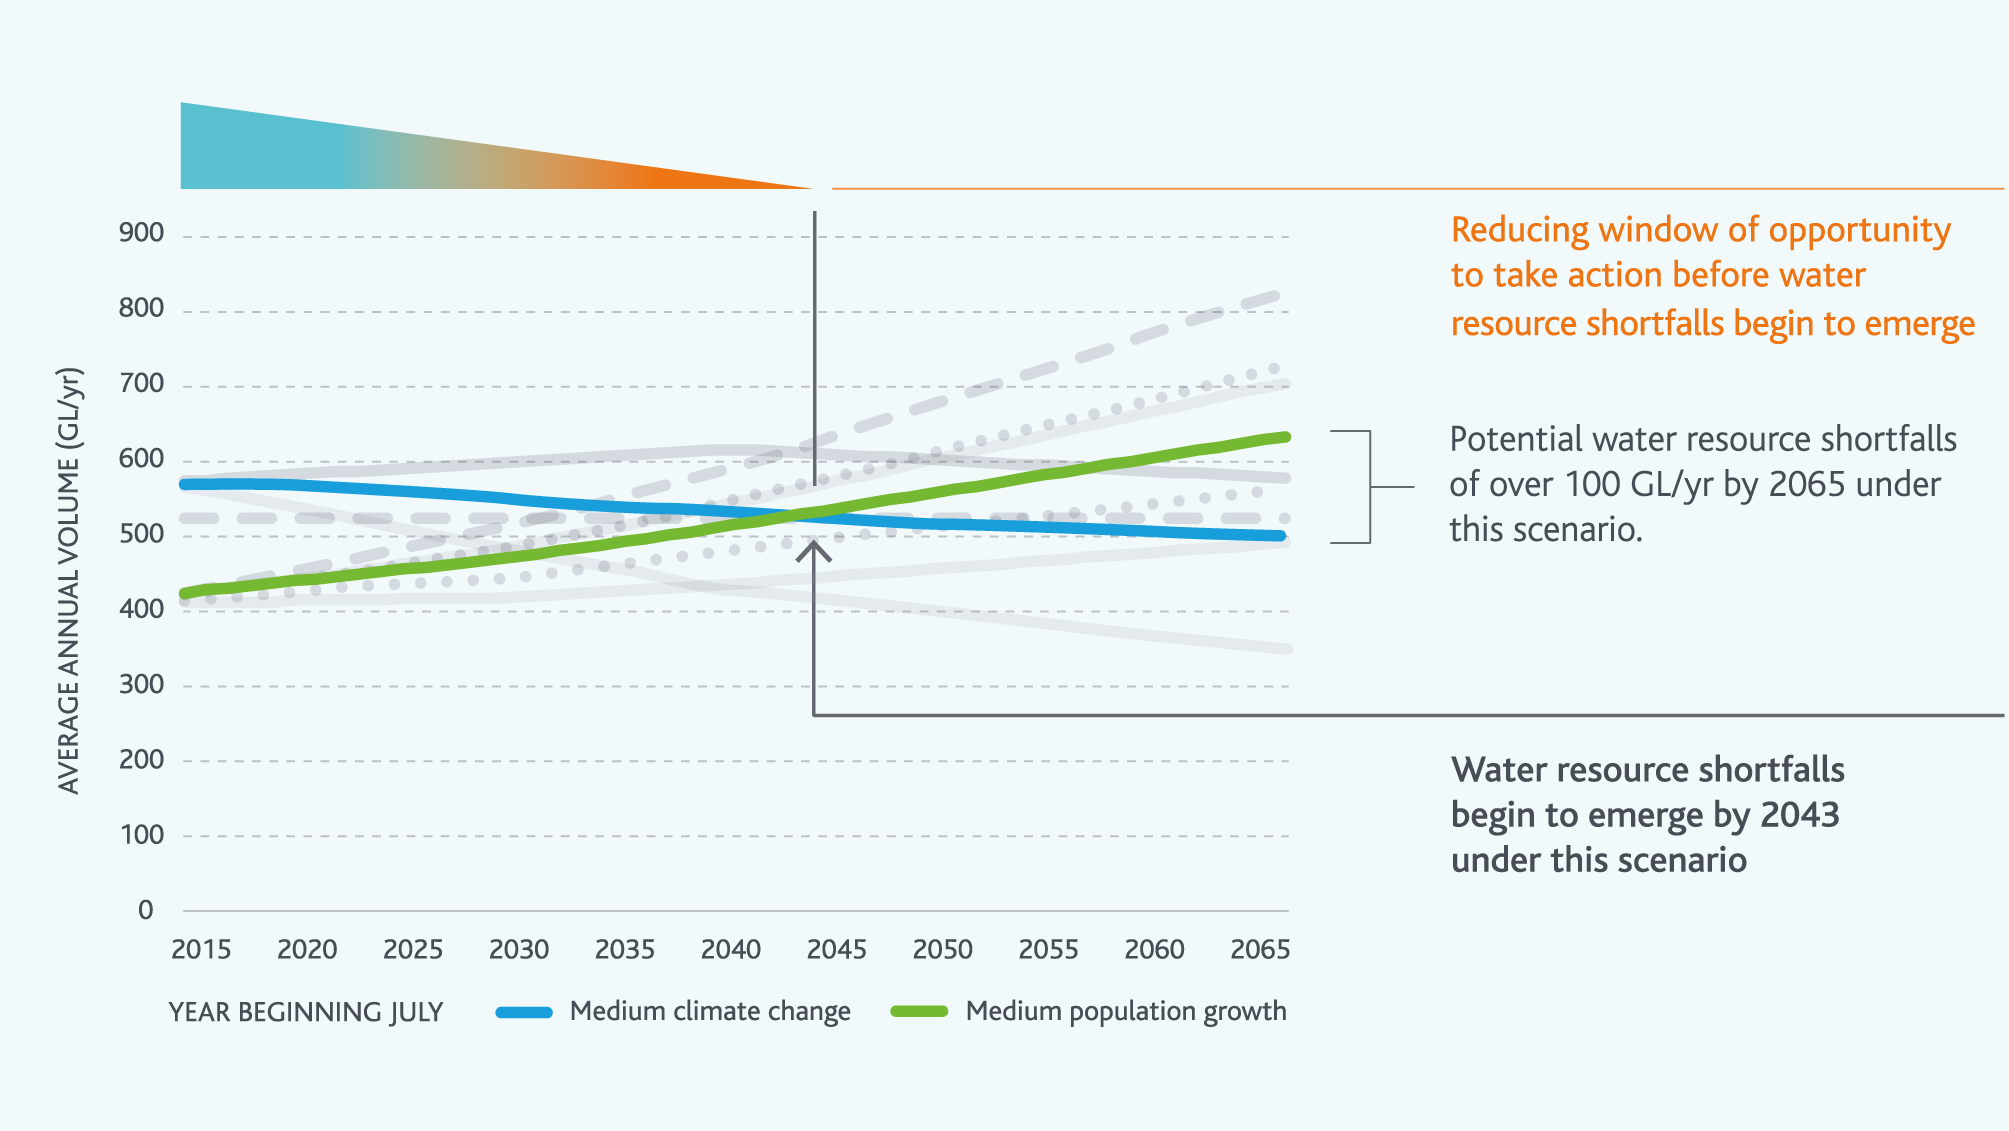 Reducing window of opportunity
to take action before water
resource shortfalls begin to emerge
AVERAGE ANNUAL VOLUME (GL/yr)
900
800
700
600
500
400
300
200
100
0
Potential water resource shortfalls
of over 100 GL/yr by 2065 under
this scenario.
Water resource shortfalls
begin to emerge by 2043
under this scenario
2015 2020 2025 2030 2035 2040 2045 2050 2055 2060 2065
YEAR BEGINNING JULY Medium climate change Medium population growth